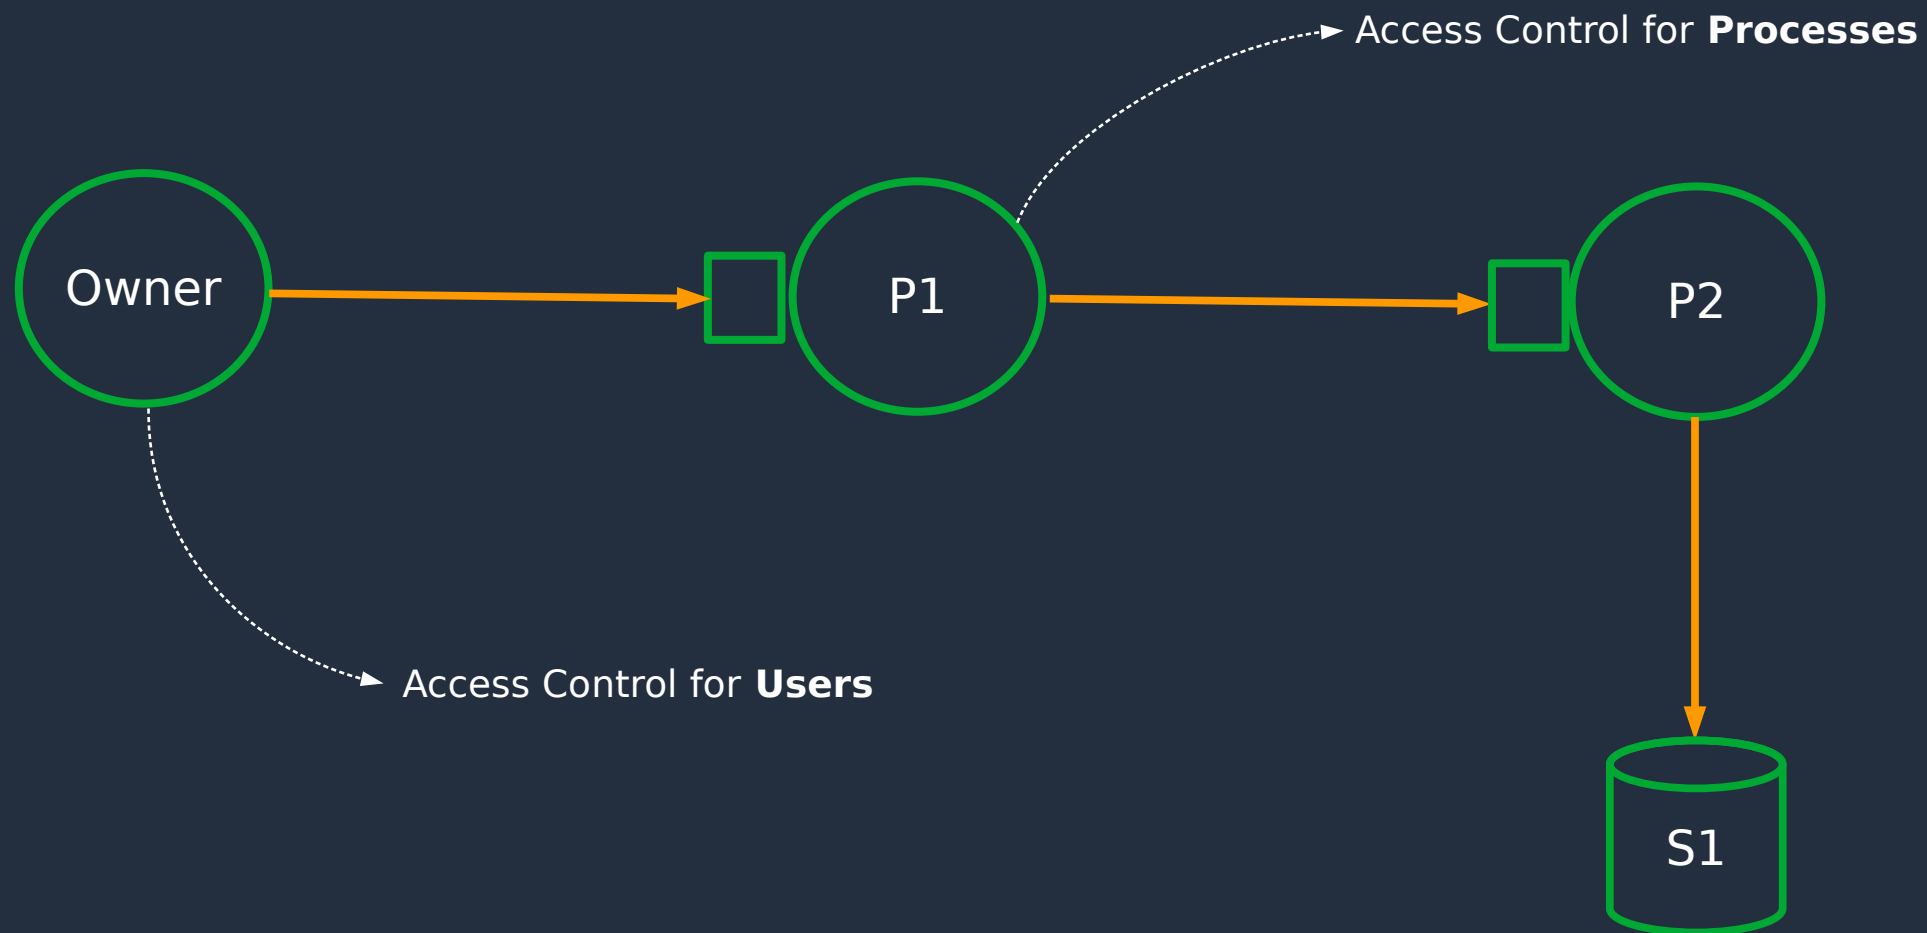 Access Control for Processes
Owner
P1
P2
Access Control for Users
S1